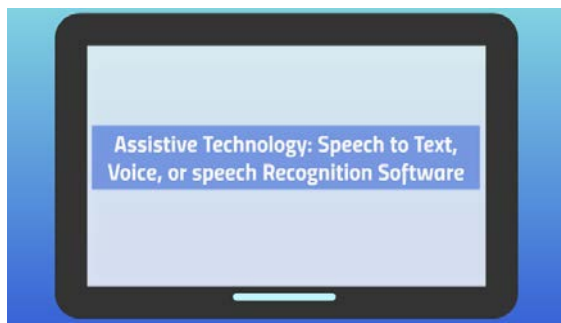 Assistive Technology: Speech to Text,
Voice, or speech Recognition Software